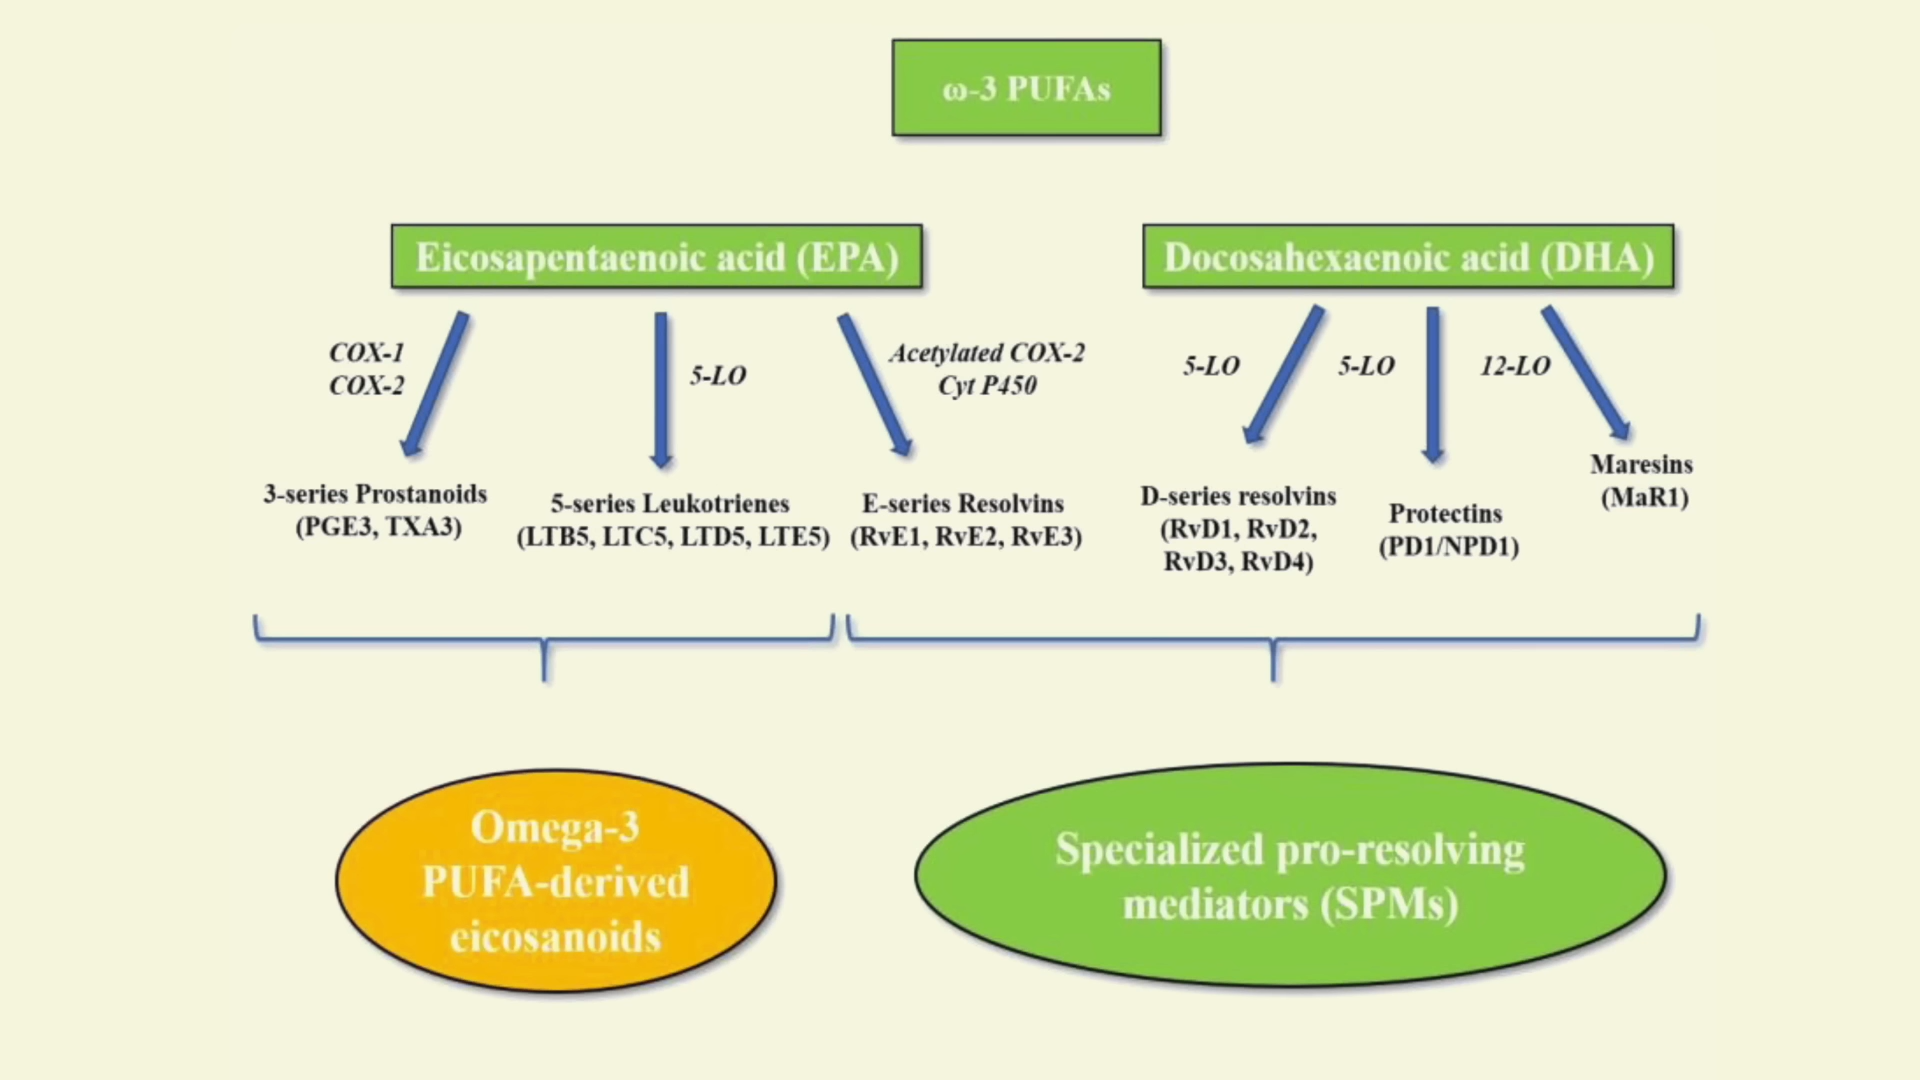 ω-3 PUFAs
Eicosapentaenoic acid (EPA)
Docosahexaenoic acid (DHA)
COX-1
COX-2
5-LO
Acetylated COX-2
Cyt P450
5-LO
5-LO
12-LO
3-series Prostanoids
(PGE3, TXA3)
5-series Leukotrienes
(LTB5, LTC5, LTD5, LTE5)
E-series Resolvins
(RvE1, RvE2, RvE3)
D-series resolvins
(RvD1, RvD2,
RvD3, RvD4)
Protectins
(PD1/NPD1)
Maresins
(MaR1)
Omega-3
PUFA-derived
eicosanoids
Specialized pro-resolving
mediators (SPMs)